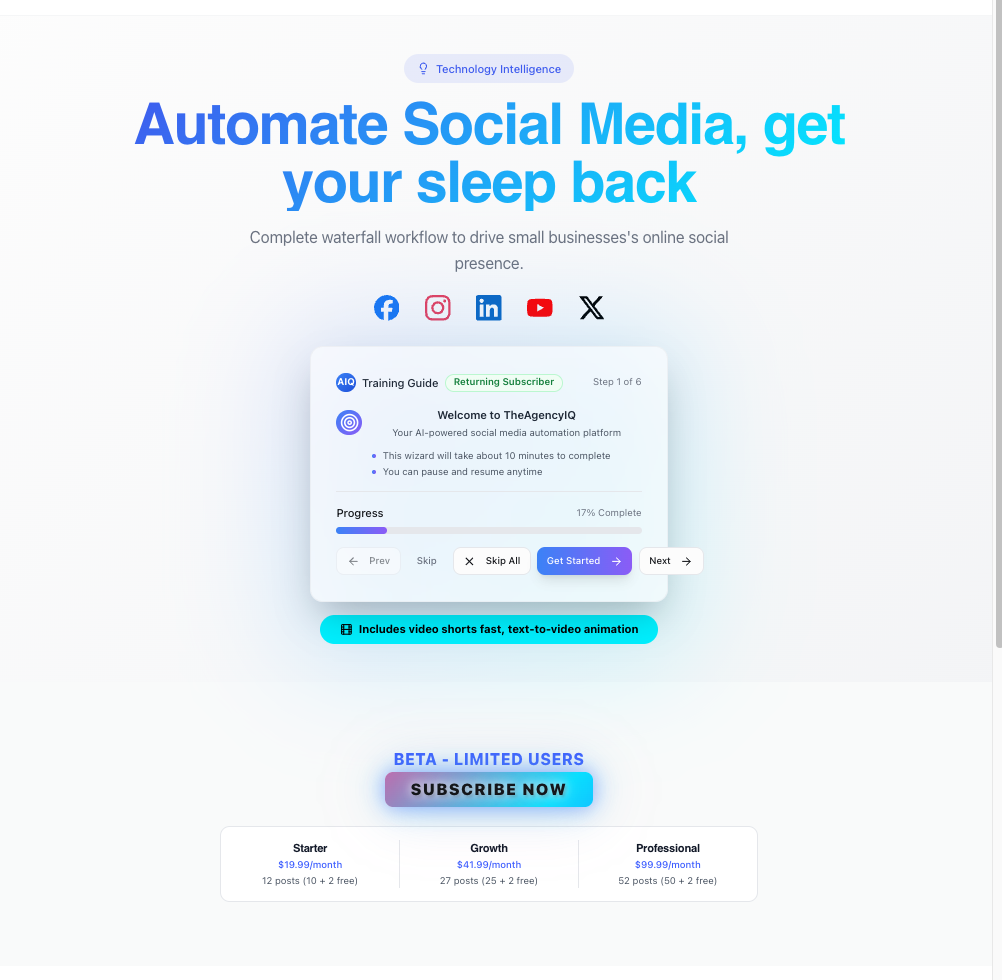 Technology Intelligence
Automate Social Media, get
your sleep back
Complete waterfall workflow to drive small businesses's online social
presence.
AIQ Training Guide Returning Subscriber Step 1 of 6
Welcome to TheAgencyIQ
Your AI-powered social media automation platform
This wizard will take about 10 minutes to complete
You can pause and resume anytime
Progress 17% Complete
Prev Skip Skip All Get Started Next
Includes video shorts fast, text-to-video animation
BETA - LIMITED USERS
SUBSCRIBE NOW
Starter Growth Professional
$19.99/month $41.99/month $99.99/month
12 posts (10 + 2 free) 27 posts (25 + 2 free) 52 posts (50 + 2 free)